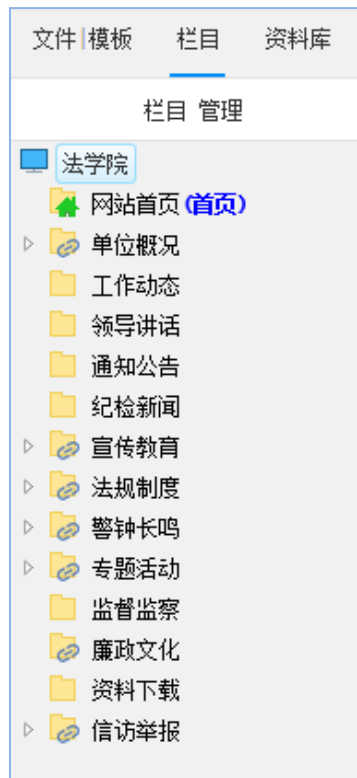 文件|模板 栏目 资料库
栏目 管理
法学院
网站首页(首页)
单位概况
工作动态
领导讲话
通知公告
纪检新闻
宣传教育
法规制度
警钟长鸣
专题活动
监督监察
廉政文化
资料下载
信访举报